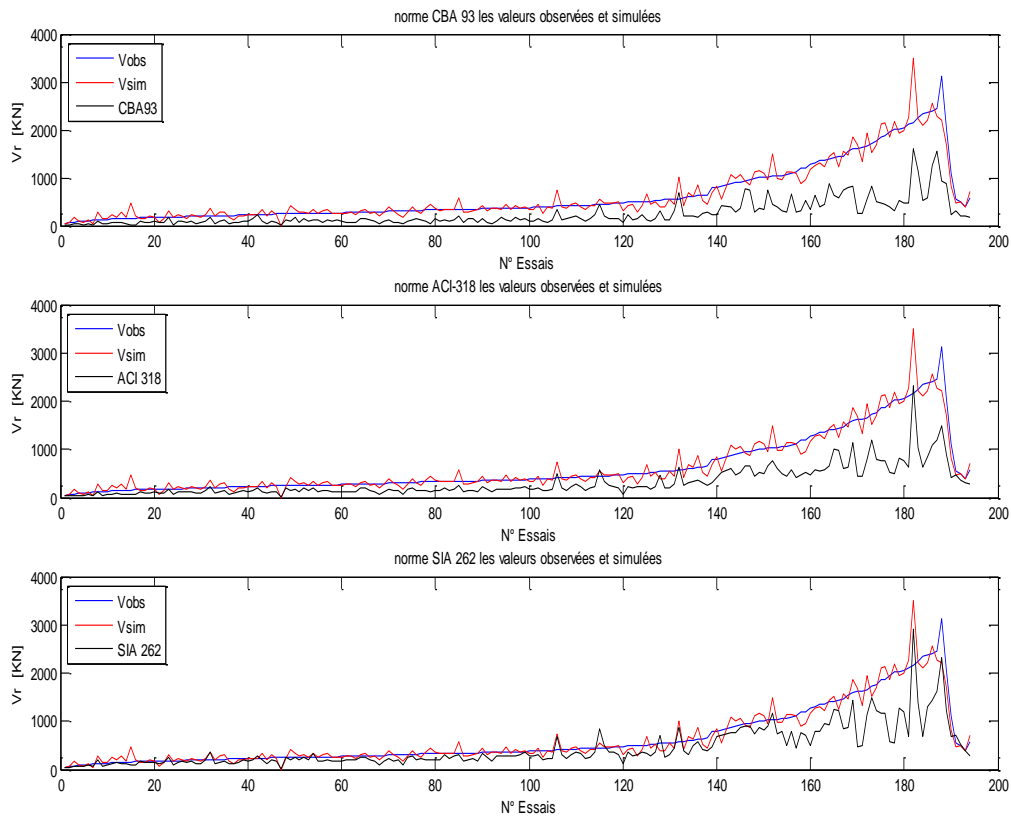 norme CBA 93 les valeurs observées et simulées
4000
3000
2000
1000
0
Vr [KN]
Vobs
Vsim
CBA93
0 20 40 60 80 100 120 140 160 180 200
N° Essais
norme ACI-318 les valeurs observées et simulées
4000
3000
2000
1000
0
Vr [KN]
Vobs
Vsim
ACI 318
0 20 40 60 80 100 120 140 160 180 200
N° Essais
norme SIA 262 les valeurs observées et simulées
4000
3000
2000
1000
0
Vr [KN]
Vobs
Vsim
SIA 262
0 20 40 60 80 100 120 140 160 180 200
N° Essais